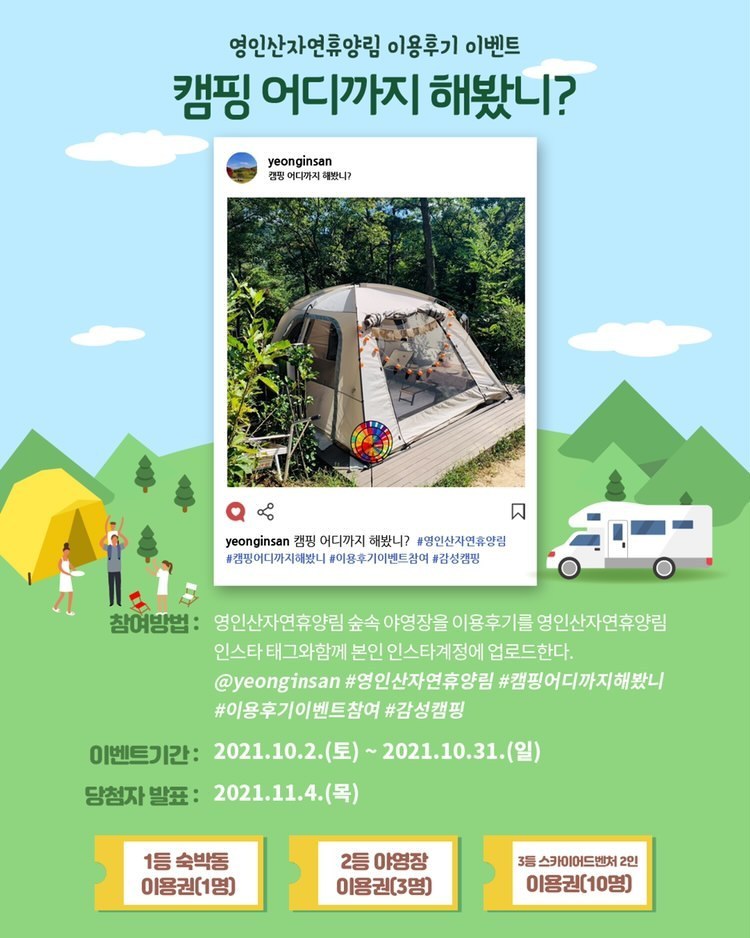 영인산자연휴양림 이용후기 이벤트
캠핑 어디까지 해봤니?
yeonginsan
캠핑 어디까지 해봤니?
yeonginsan 캠핑 어디까지 해봤니? #영인산자연휴양림
#캠핑어디까지해봤니 #이용후기이벤트참여 #감성캠핑
참여방법 : 영인산자연휴양림 숲속 야영장을 이용후기를 영인산자연휴양림
인스타 태그와함께 본인 인스타계정에 업로드한다.
@yeonginsan #영인산자연휴양림 #캠핑어디까지해봤니
#이용후기이벤트참여 #감성캠핑
이벤트기간 : 2021.10.2.(토) ~ 2021.10.31.(일)
당첨자 발표 : 2021.11.4.(목)
1등 숙박동
이용권(1명)
2등 야영장
이용권(3명)
3등 스카이어드벤처 2인
이용권(10명)